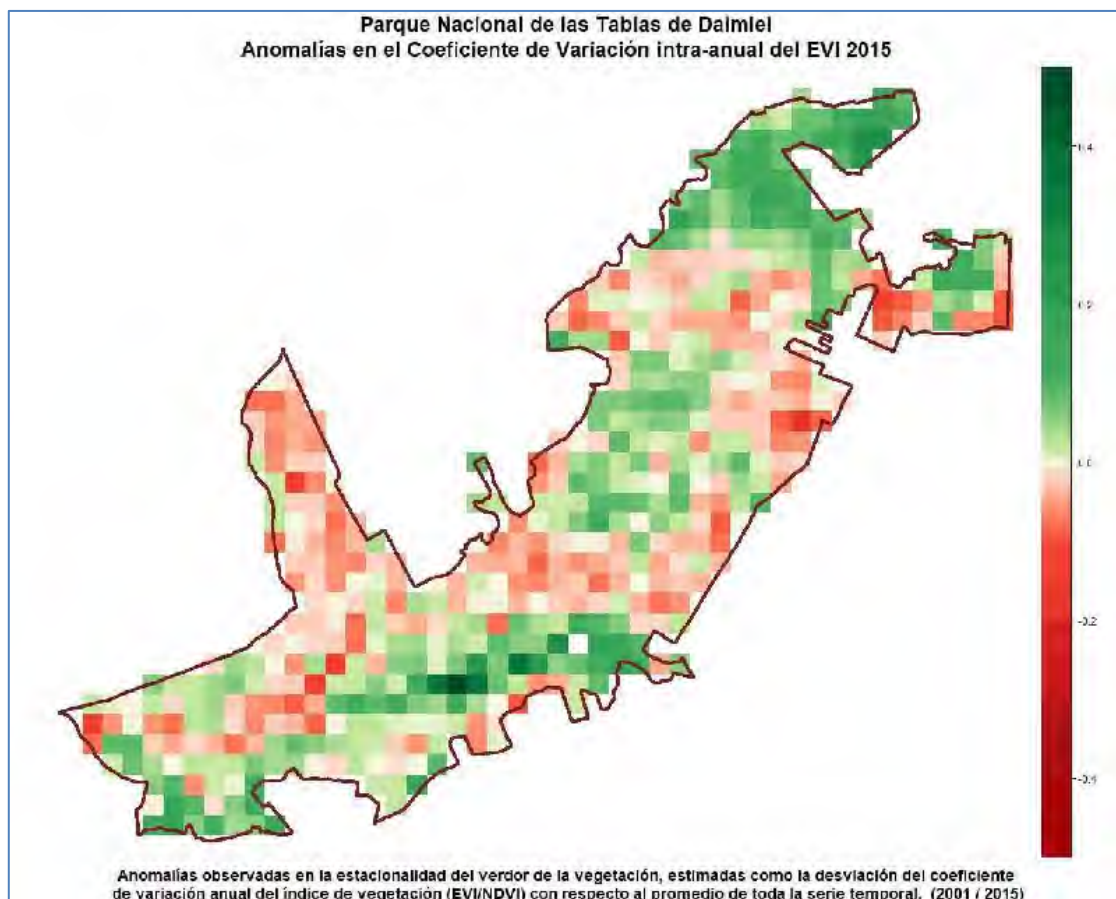 Parque Nacional de las Tablas de Daimiel
Anomalías en el Coeficiente de Variación intra-anual del EVI 2015
0.4
0.2
0.0
-0.2
-0.4
Anomalías observadas en la estacionalidad del verdor de la vegetación, estimadas como la desviación del coeficiente
de variación anual del índice de vegetación (EVI/NDVI) con respecto al promedio de toda la serie temporal. (2001 / 2015)